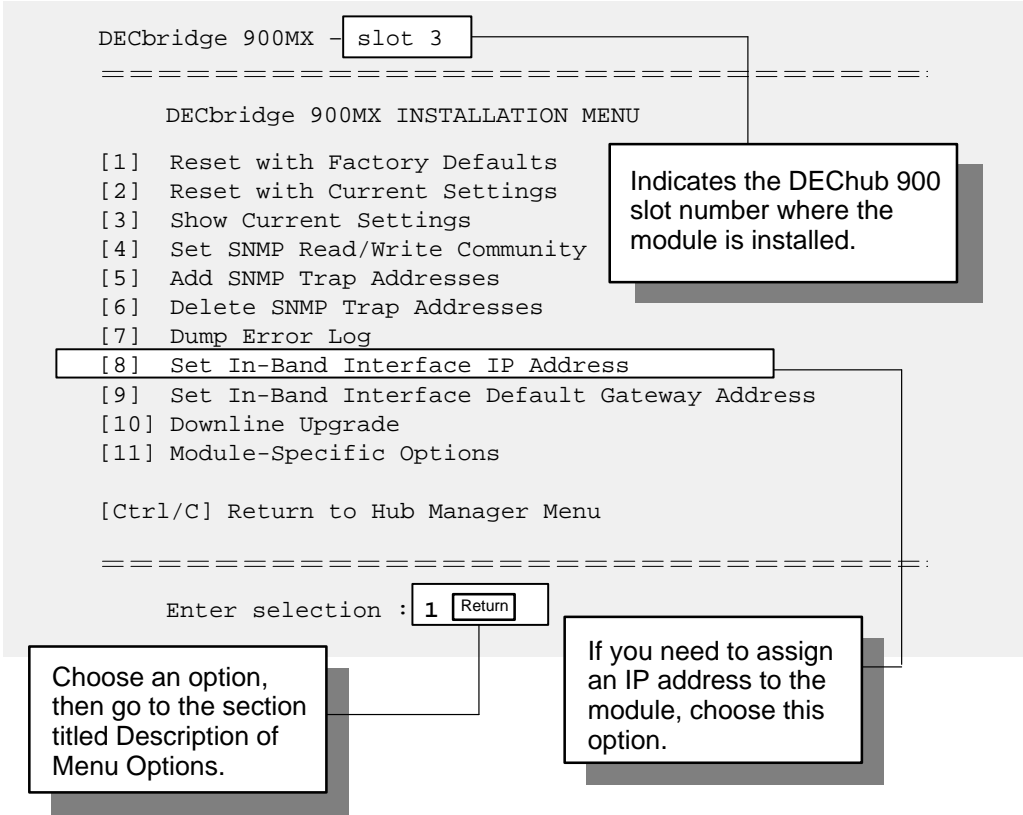 DECbridge 900MX – slot 3
==============================
DECbridge 900MX INSTALLATION MENU
[1] Reset with Factory Defaults
[2] Reset with Current Settings
[3] Show Current Settings
[4] Set SNMP Read/Write Community
[5] Add SNMP Trap Addresses
[6] Delete SNMP Trap Addresses
[7] Dump Error Log
[8] Set In-Band Interface IP Address
[9] Set In-Band Interface Default Gateway Address
[10] Downline Upgrade
[11] Module-Specific Options
[Ctrl/C] Return to Hub Manager Menu
==============================
Enter selection : 1 Return
Indicates the DEChub 900
slot number where the
module is installed.
If you need to assign
an IP address to the
module, choose this
option.
Choose an option,
then go to the section
titled Description of
Menu Options.